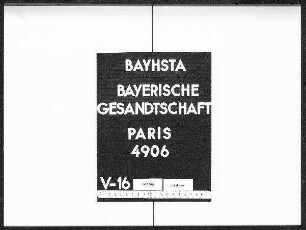 BAYHSTA
BAYERISCHE
GESANDTSCHAFT
PARIS
4906
V-16